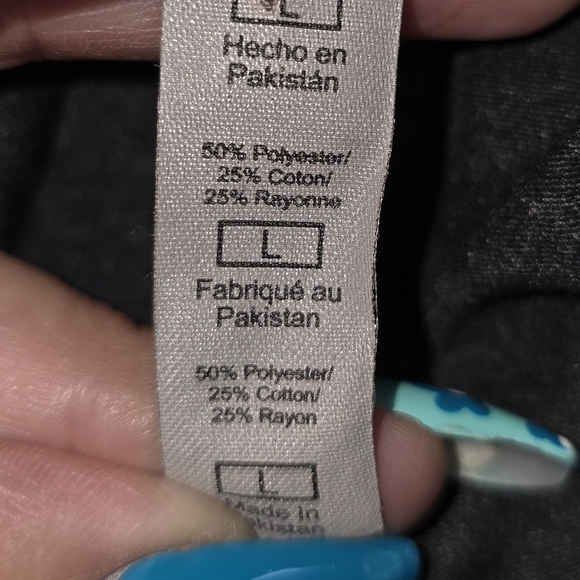 L
Hecho en
Pakistán
50% Polyester/
25% Coton/
25% Rayonne
L
Fabriqué au
Pakistan
50% Polyester/
25% Cotton/
25% Rayon
L
Made in
Pakistan